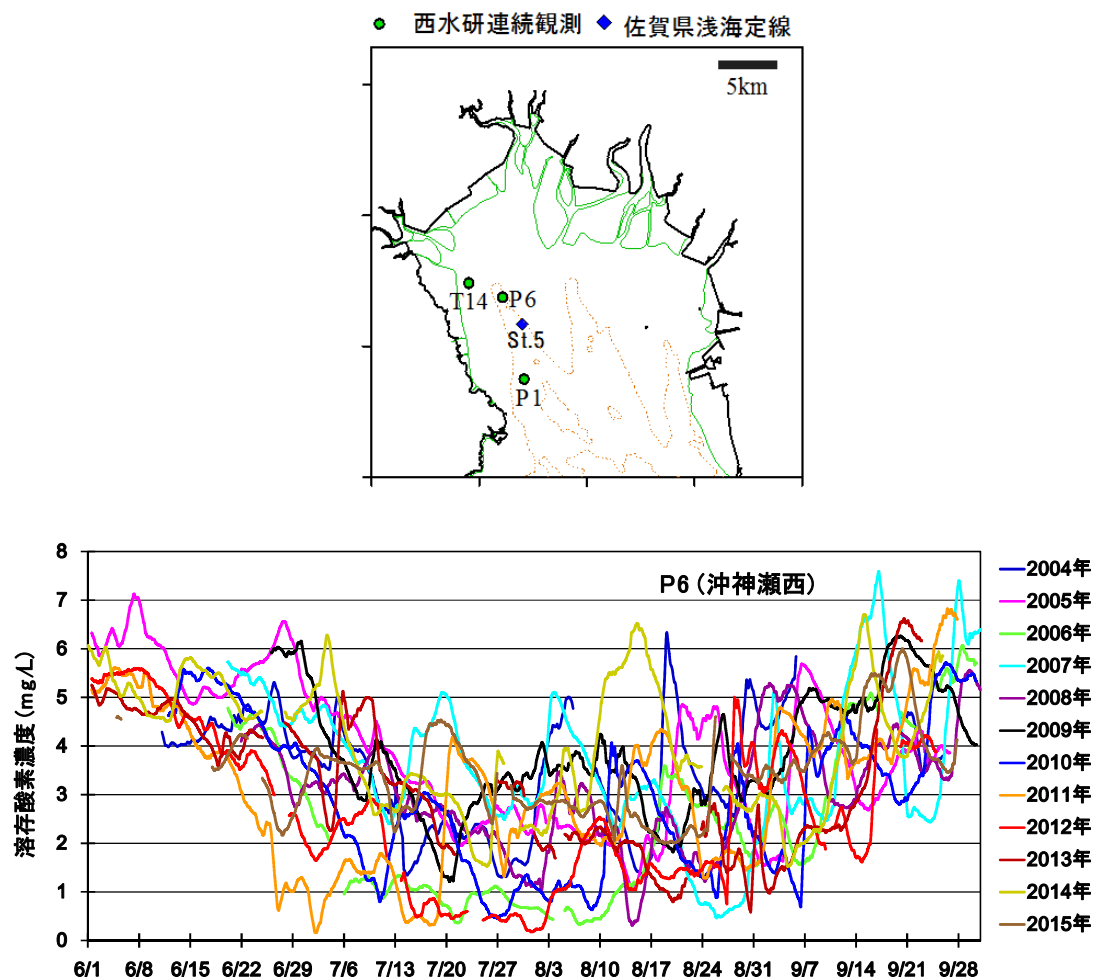 西水研連続観測 佐賀県浅海定線
5km
T14
P6
St.5
P1
P6（沖神瀬西）
溶存酸素濃度（mg/L）
8
7
6
5
4
3
2
1
0
6/1 6/8 6/15 6/22 6/29 7/6 7/13 7/20 7/27 8/3 8/10 8/17 8/24 8/31 9/7 9/14 9/21 9/28
2004年
2005年
2006年
2007年
2008年
2009年
2010年
2011年
2012年
2013年
2014年
2015年